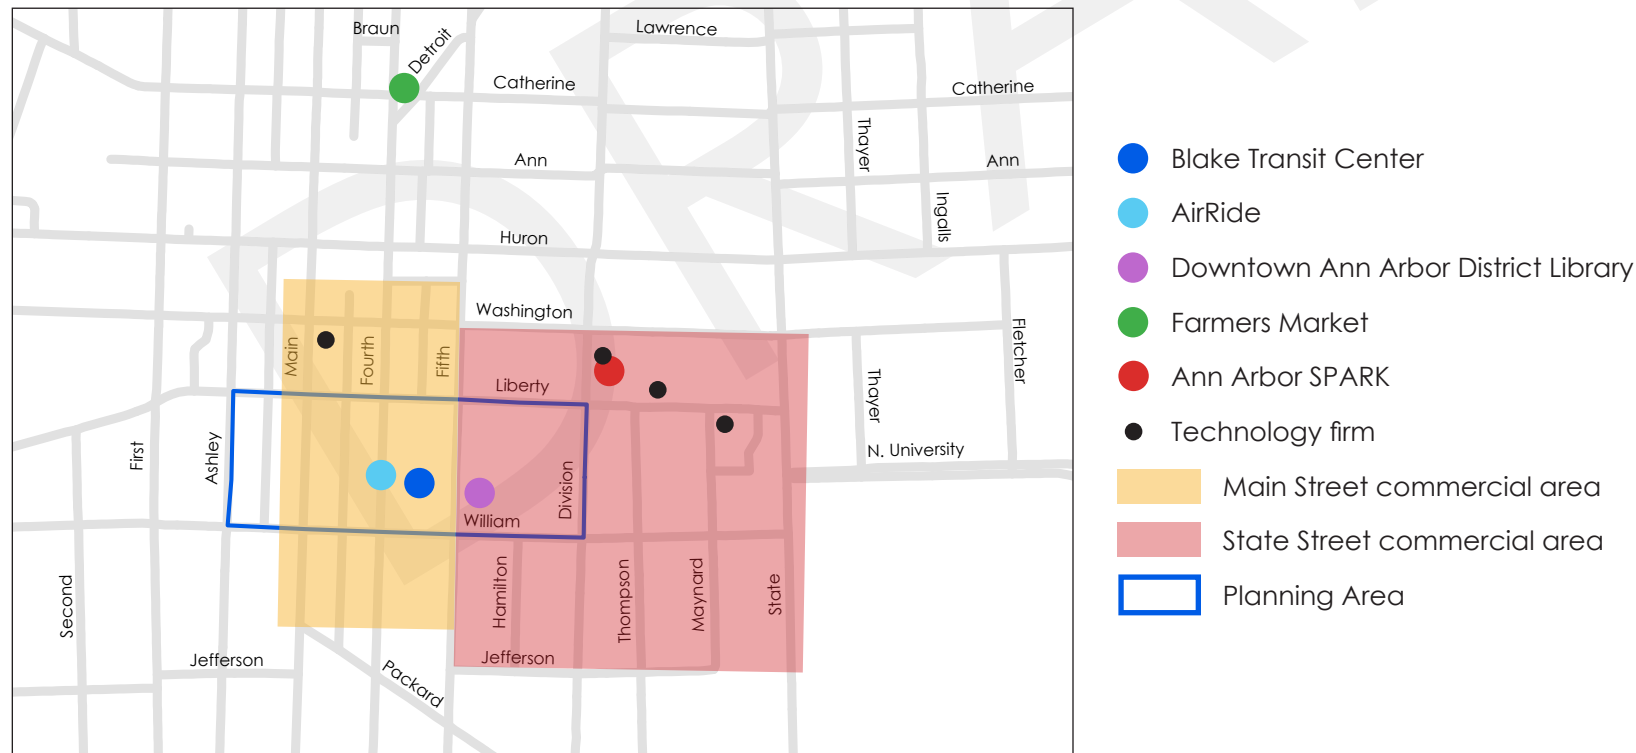 Braun
Detroit
Lawrence
Catherine
Catherine
Thayer
Ann
Ann
Ingalls
Huron
Washington
Main
Fourth
Fifth
Fletcher
Liberty
Thayer
First
Ashley
Division
N. University
William
Second
Hamilton
Thompson
Maynard
State
Jefferson
Jefferson
Packard
Blake Transit Center
AirRide
Downtown Ann Arbor District Library
Farmers Market
Ann Arbor SPARK
Technology firm
Main Street commercial area
State Street commercial area
Planning Area